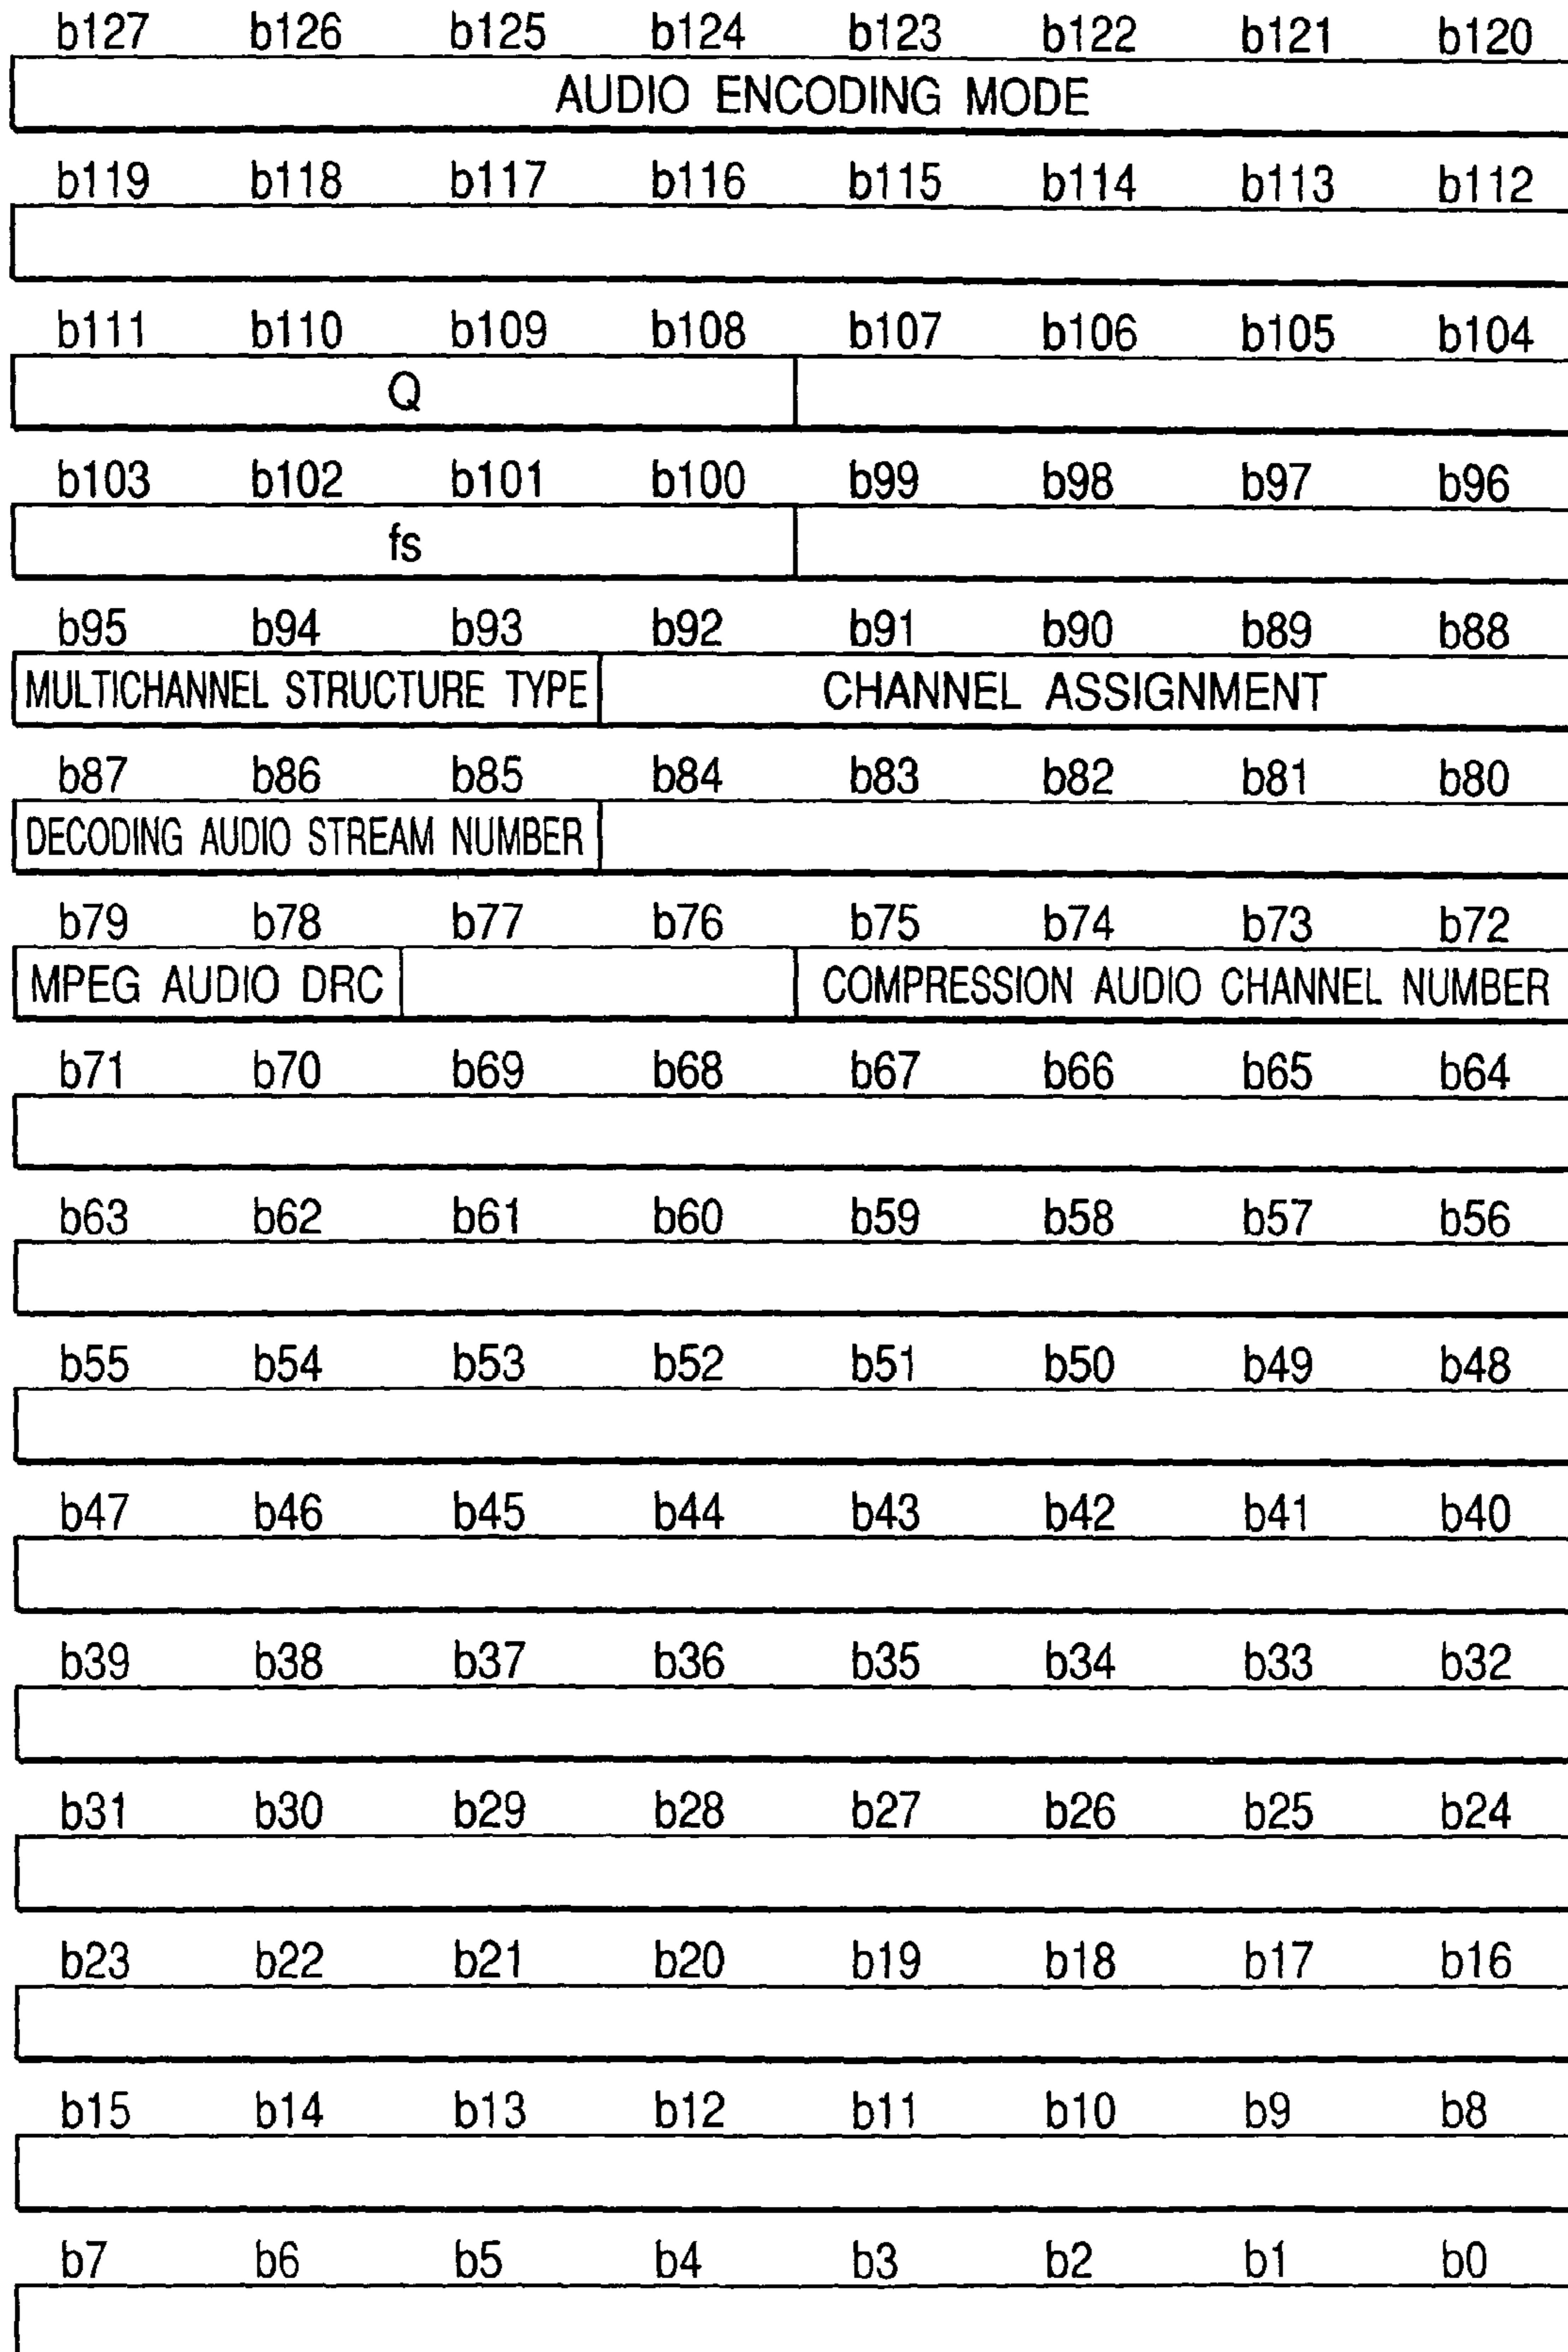 b127 b126 b125 b124 b123 b122 b121 b120
AUDIO ENCODING MODE
b119 b118 b117 b116 b115 b114 b113 b112
b111 b110 b109 b108 b107 b106 b105 b104
Q
b103 b102 b101 b100 b99 b98 b97 b96
fs
b95 b94 b93 b92 b91 b90 b89 b88
MULTICHANNEL STRUCTURE TYPE CHANNEL ASSIGNMENT
b87 b86 b85 b84 b83 b82 b81 b80
DECODING AUDIO STREAM NUMBER
b79 b78 b77 b76 b75 b74 b73 b72
MPEG AUDIO DRC COMPRESSION AUDIO CHANNEL NUMBER
b71 b70 b69 b68 b67 b66 b65 b64
b63 b62 b61 b60 b59 b58 b57 b56
b55 b54 b53 b52 b51 b50 b49 b48
b47 b46 b45 b44 b43 b42 b41 b40
b39 b38 b37 b36 b35 b34 b33 b32
b31 b30 b29 b28 b27 b26 b25 b24
b23 b22 b21 b20 b19 b18 b17 b16
b15 b14 b13 b12 b11 b10 b9 b8
b7 b6 b5 b4 b3 b2 b1 b0